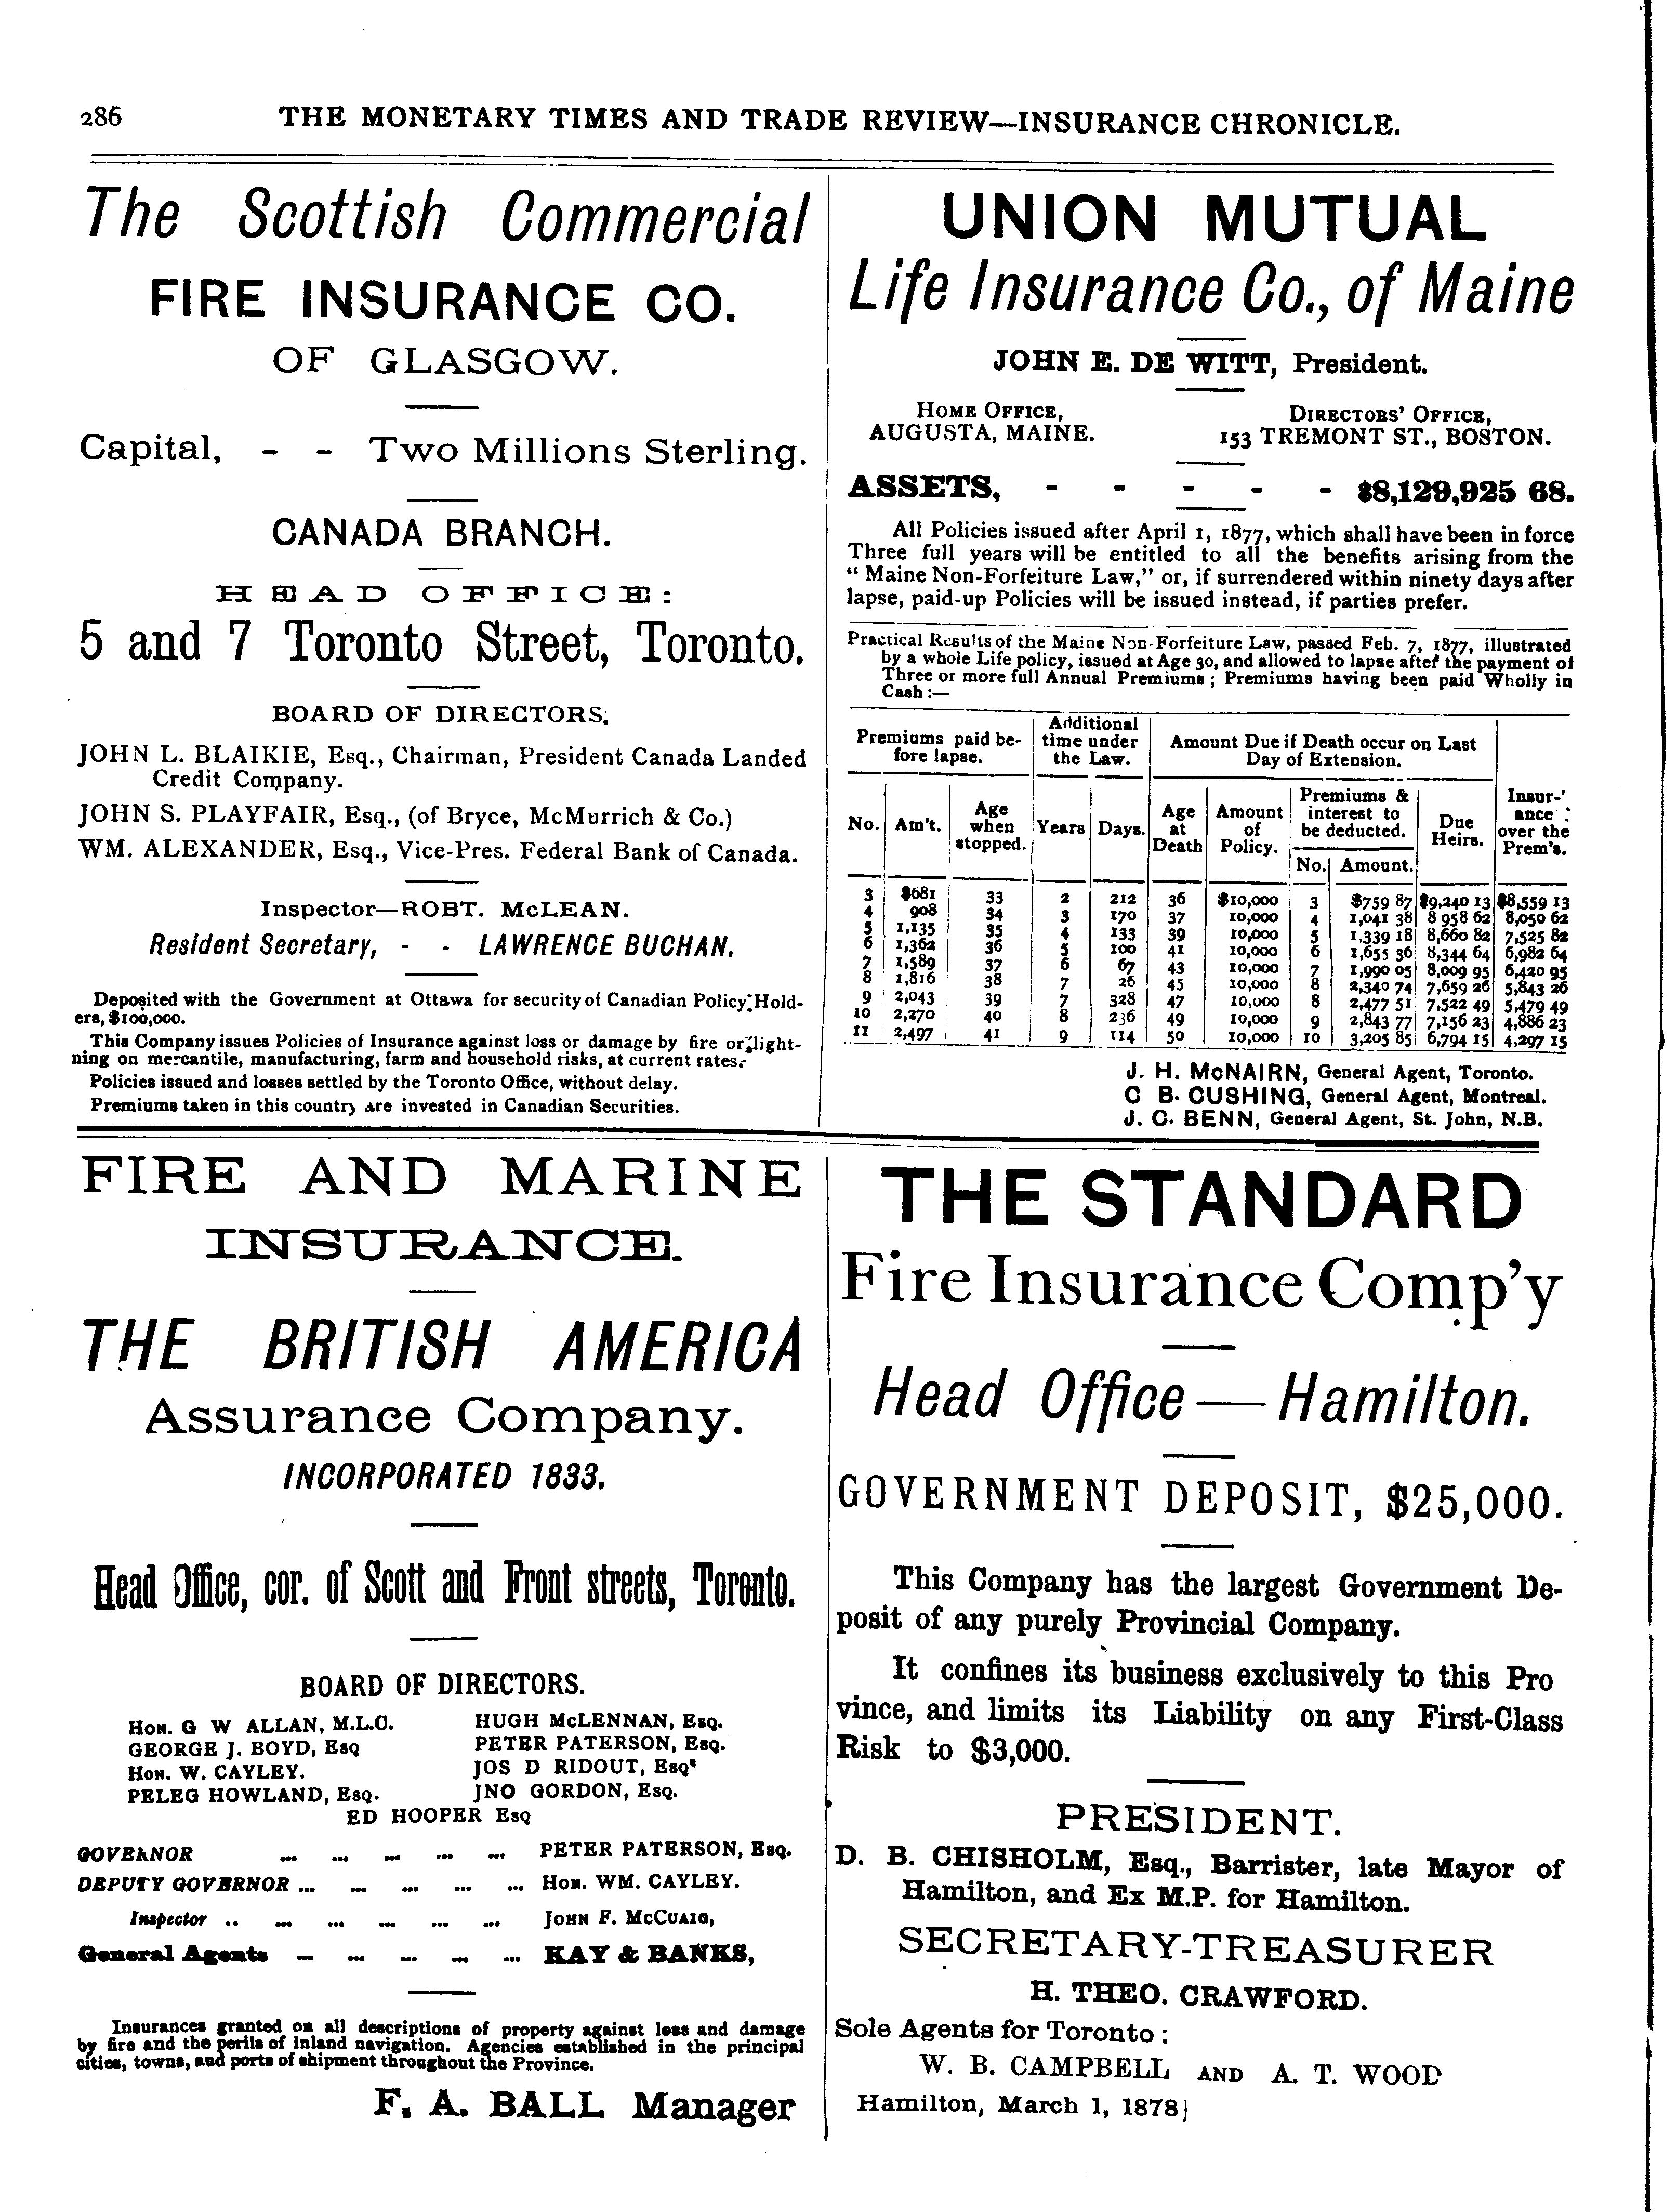 286 THE MONETARY TIMES AND TRADE REVIEW—INSURANCE CHRONICLE.
The Scottish Commercial
FIRE INSURANCE CO.
OF GLASGOW.
Capital, - - Two Millions Sterling.
CANADA BRANCH.
HEAD OFFICE:
5 and 7 Toronto Street, Toronto.
BOARD OF DIRECTORS.
JOHN L. BLAIKIE, Esq., Chairman, President Canada Landed
Credit Company.
JOHN S. PLAYFAIR, Esq., (of Bryce, McMurrich & Co.)
WM. ALEXANDER, Esq., Vice-Pres. Federal Bank of Canada.
Inspector—ROBT. McLEAN.
Resident Secretary, - - LAWRENCE BUCHAN.
Deposited with the Government at Ottawa for security of Canadian Policy Hold-
ers, $100,000.
This Company issues Policies of Insurance against loss or damage by fire or light-
ning on mercantile, manufacturing, farm and household risks, at current rates.
Policies issued and losses settled by the Toronto Office, without delay.
Premiums taken in this country are invested in Canadian Securities.
UNION MUTUAL
Life Insurance Co., of Maine
JOHN E. DE WITT, President.
HOME OFFICE, DIRECTORS' OFFICE,
AUGUSTA, MAINE. 153 TREMONT ST., BOSTON.
ASSETS, - - - - - $8,129,925 68.
All Policies issued after April 1, 1877, which shall have been in force
Three full years will be entitled to all the benefits arising from the
“ Maine Non-Forfeiture Law,” or, if surrendered within ninety days after
lapse, paid-up Policies will be issued instead, if parties prefer.
Practical Results of the Maine Non-Forfeiture Law, passed Feb. 7, 1877, illustrated
by a whole Life policy, issued at Age 30, and allowed to lapse after the payment of
Three or more full Annual Premiums ; Premiums having been paid Wholly in
Cash :—
Premiums paid be-
fore lapse.
Additional
time under
the Law.
Amount Due if Death occur on Last
Day of Extension.
No.
Am't.
Age
when
stopped.
Years
Days.
Age
at
Death
Amount
of
Policy.
Premiums &
interest to
be deducted.
No. Amount.
Due
Heirs.
Insur-
ance
over the
Prem's.
3 $681 33 2 212 36 $10,000 3 $759 87 $9,240 13 $8,559 13
4 908 34 3 170 37 10,000 4 1,041 38 8 958 62 8,050 62
5 1,135 35 4 133 39 10,000 5 1,339 18 8,660 82 7,525 82
6 1,362 36 5 100 41 10,000 6 1,655 36 8,344 64 6,982 64
7 1,589 37 6 67 43 10,000 7 1,990 05 8,009 95 6,420 95
8 1,816 38 7 26 45 10,000 8 2,340 74 7,659 26 5,843 26
9 2,043 39 7 328 47 10,000 8 2,477 51 7,522 49 5,479 49
10 2,270 40 8 236 49 10,000 9 2,843 77 7,156 23 4,886 23
11 2,497 41 9 114 50 10,000 10 3,205 85 6,794 15 4,297 15
J. H. McNAIRN, General Agent, Toronto.
C B. CUSHING, General Agent, Montreal.
J. C. BENN, General Agent, St. John, N.B.
FIRE AND MARINE
INSURANCE.
THE BRITISH AMERICA
Assurance Company.
INCORPORATED 1833.
Head Office, cor. of Scott and Front streets, Toronto.
BOARD OF DIRECTORS.
HON. G W ALLAN, M.L.C. HUGH McLENNAN, ESQ.
GEORGE J. BOYD, ESQ PETER PATERSON, ESQ.
HON. W. CAYLEY. JOS D RIDOUT, ESQ'
PELEG HOWLAND, ESQ. JNO GORDON, ESQ.
ED HOOPER ESQ
GOVERNOR ... ... ... ... ... PETER PATERSON, ESQ.
DEPUTY GOVERNOR ... ... ... ... ... HON. WM. CAYLEY.
Inspector .. ... ... ... ... ... JOHN F. McCUAIG,
General Agents ... ... ... ... ... KAY & BANKS,
Insurances granted on all descriptions of property against loss and damage
by fire and the perils of inland navigation. Agencies established in the principal
cities, towns, and ports of shipment throughout the Province.
F. A. BALL Manager
THE STANDARD
Fire Insurance Comp'y
Head Office—Hamilton.
GOVERNMENT DEPOSIT, $25,000.
This Company has the largest Government De-
posit of any purely Provincial Company.
It confines its business exclusively to this Pro
vince, and limits its Liability on any First-Class
Risk to $3,000.
PRESIDENT.
D. B. CHISHOLM, Esq., Barrister, late Mayor of
Hamilton, and Ex M.P. for Hamilton.
SECRETARY-TREASURER
H. THEO. CRAWFORD.
Sole Agents for Toronto :
W. B. CAMPBELL AND A. T. WOOD
Hamilton, March 1, 1878